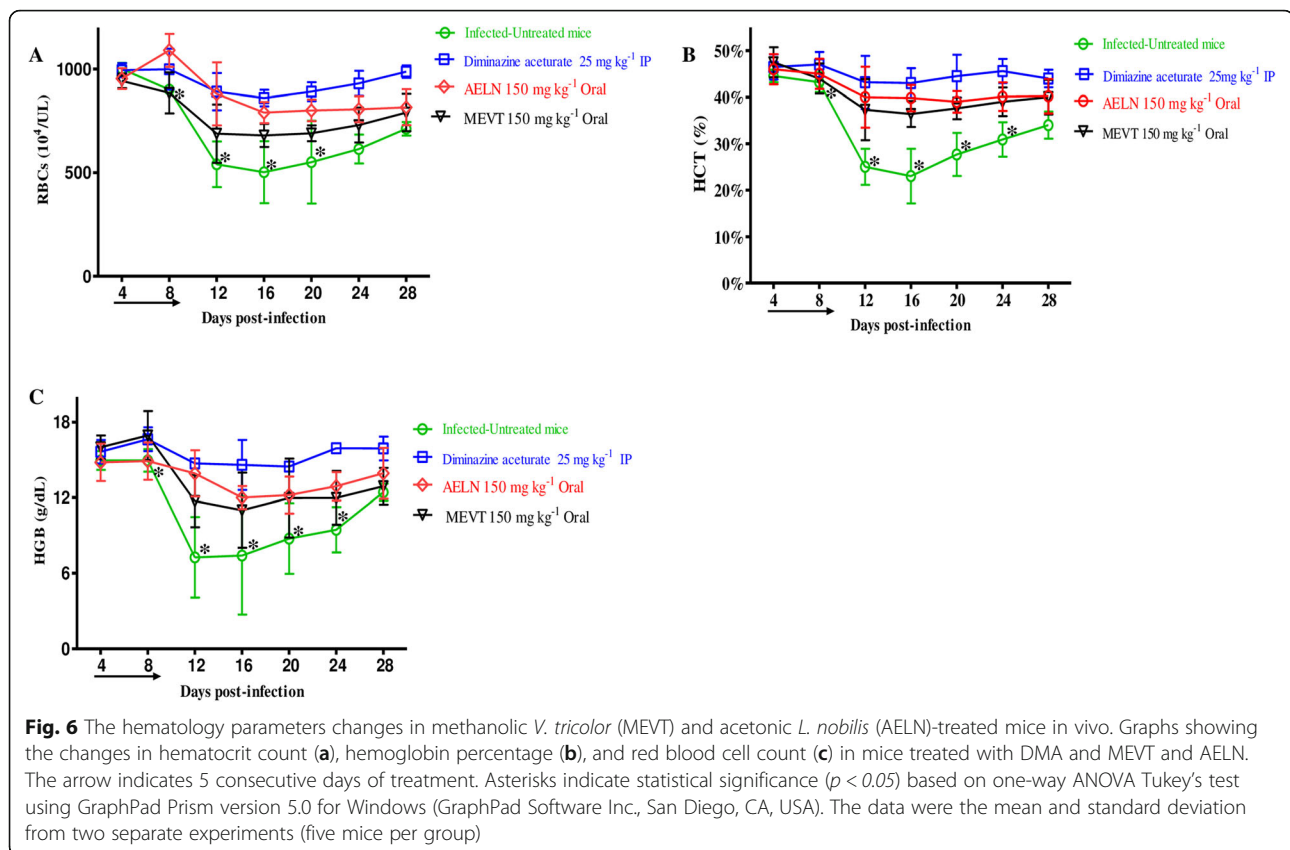 A
RBCs (10⁴/UL)
1000
500
0
4 8 12 16 20 24 28
Days post-infection
* * * *
Infected-Untreated mice
Diminazine aceturate 25 mg kg⁻¹ IP
AELN 150 mg kg⁻¹ Oral
MEVT 150 mg kg⁻¹ Oral
B
HCT (%)
50%
40%
30%
20%
10%
0%
4 8 12 16 20 24 28
Days post-infection
* * * * *
Infected-Untreated mice
Dimiazine aceturate 25mg kg⁻¹ IP
AELN 150 mg kg⁻¹ Oral
MEVT 150 mg kg⁻¹ Oral
C
HGB (g/dL)
18
12
6
0
4 8 12 16 20 24 28
Days post-infection
* * * * *
Infected-Untreated mice
Diminazine aceturate 25 mg kg⁻¹ IP
AELN 150 mg kg⁻¹ Oral
MEVT 150 mg kg⁻¹ Oral
Fig. 6 The hematology parameters changes in methanolic V. tricolor (MEVT) and acetonic L. nobilis (AELN)-treated mice in vivo. Graphs showing
the changes in hematocrit count (a), hemoglobin percentage (b), and red blood cell count (c) in mice treated with DMA and MEVT and AELN.
The arrow indicates 5 consecutive days of treatment. Asterisks indicate statistical significance (p < 0.05) based on one-way ANOVA Tukey's test
using GraphPad Prism version 5.0 for Windows (GraphPad Software Inc., San Diego, CA, USA). The data were the mean and standard deviation
from two separate experiments (five mice per group)